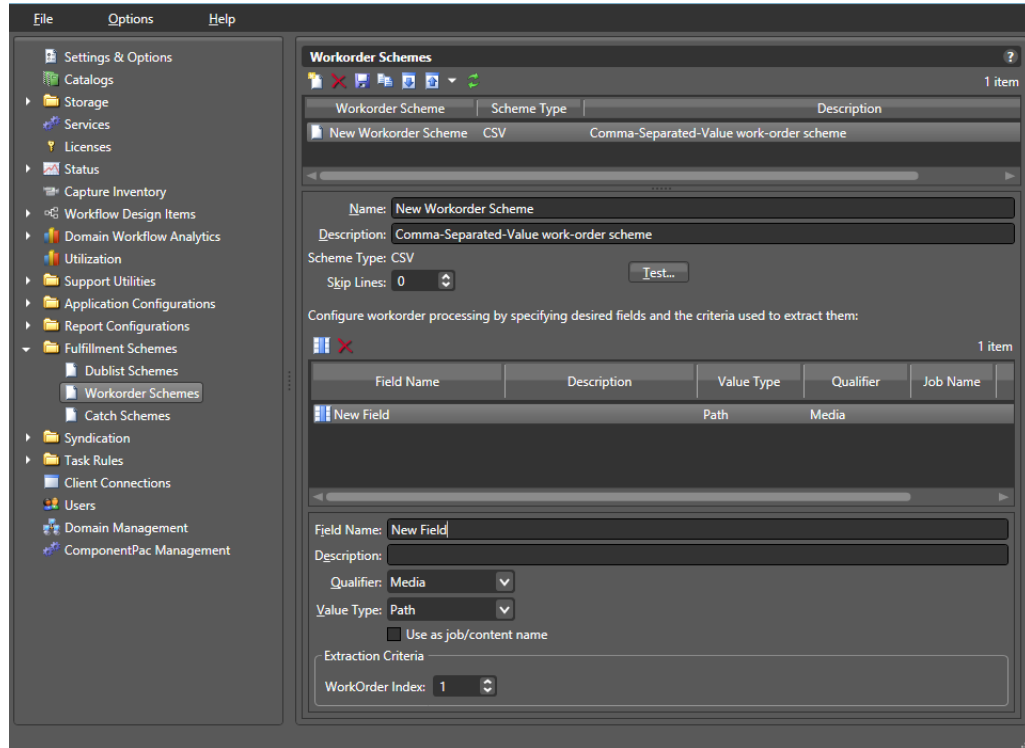 File Options Help
Settings & Options
Catalogs
Storage
Services
Licenses
Status
Capture Inventory
Workflow Design Items
Domain Workflow Analytics
Utilization
Support Utilities
Application Configurations
Report Configurations
Fulfillment Schemes
Dublist Schemes
Workorder Schemes
Catch Schemes
Syndication
Task Rules
Client Connections
Users
Domain Management
ComponentPac Management
Workorder Schemes ?
1 item
Workorder Scheme Scheme Type Description
New Workorder Scheme CSV Comma-Separated-Value work-order scheme
Name: New Workorder Scheme
Description: Comma-Separated-Value work-order scheme
Scheme Type: CSV
Skip Lines: 0 Test...
Configure workorder processing by specifying desired fields and the criteria used to extract them:
1 item
Field Name Description Value Type Qualifier Job Name
New Field Path Media
Field Name: New Field
Description:
Qualifier: Media
Value Type: Path
Use as job/content name
Extraction Criteria
WorkOrder Index: 1